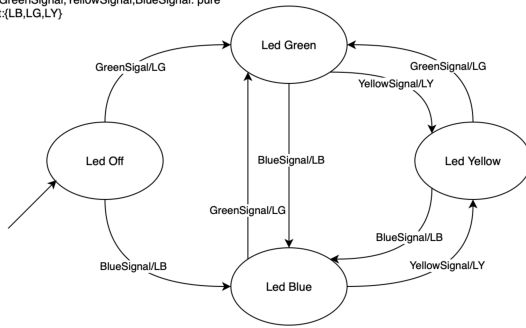 GreenSignal, YellowSignal,BlueSignal: pure
:{LB,LG,LY}
Led Green
GreenSigal/LG
GreenSignal/LG
YellowSignal/LY
Led Off
BlueSignal/LB
Led Yellow
GreenSignal/LG
BlueSignal/LB
BlueSignal/LB
YellowSignal/LY
Led Blue